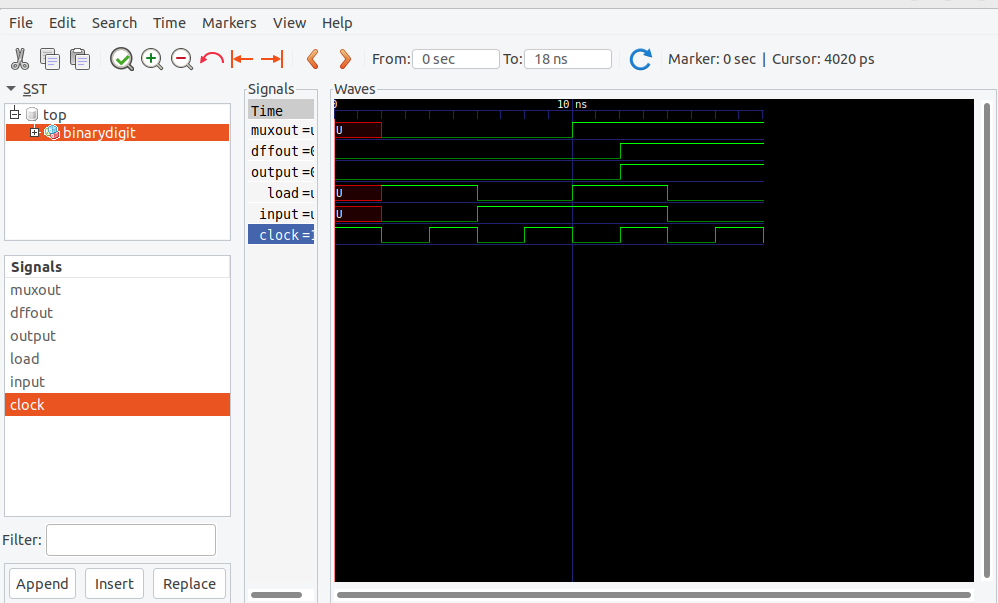 File Edit Search Time Markers View Help
From: 0 sec To: 18 ns Marker: 0 sec | Cursor: 4020 ps
SST
top
binarydigit
Signals
muxout
dffout
output
load
input
clock
Filter:
Append Insert Replace
Signals
Time
muxout =u
dffout =0
output =0
load =u
input =u
clock =1
Waves
0 10 ns
U
U
U